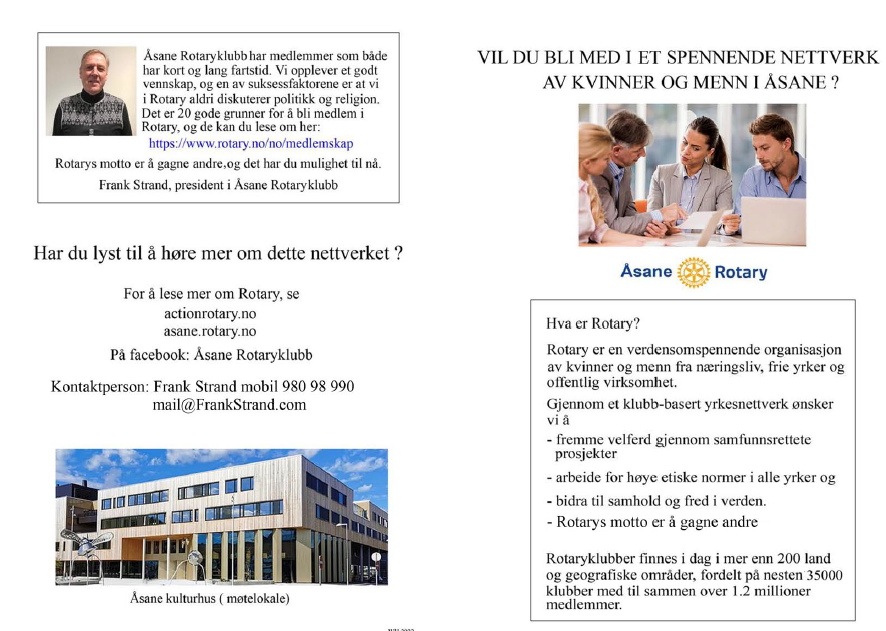 Åsane Rotaryklubb har medlemmer som både
har kort og lang fartstid. Vi opplever et godt
vennskap, og en av suksessfaktorene er at vi
i Rotary aldri diskuterer politikk og religion.
Det er 20 gode grunner for å bli medlem i
Rotary, og de kan du lese om her:
https://www.rotary.no/no/medlemskap
Rotarys motto er å gagne andre,og det har du mulighet til nå.
Frank Strand, president i Åsane Rotaryklubb
Har du lyst til å høre mer om dette nettverket ?
For å lese mer om Rotary, se
actionrotary.no
asane.rotary.no
På facebook: Åsane Rotaryklubb
Kontaktperson: Frank Strand mobil 980 98 990
mail@FrankStrand.com
Åsane kulturhus ( møtelokale)
VIL DU BLI MED I ET SPENNENDE NETTVERK
AV KVINNER OG MENN I ÅSANE ?
Åsane Rotary
Hva er Rotary?
Rotary er en verdensomspennende organisasjon
av kvinner og menn fra næringsliv, frie yrker og
offentlig virksomhet.
Gjennom et klubb-basert yrkesnettverk ønsker
vi å
- fremme velferd gjennom samfunnsrettete
prosjekter
- arbeide for høye etiske normer i alle yrker og
- bidra til samhold og fred i verden.
- Rotarys motto er å gagne andre
Rotaryklubber finnes i dag i mer enn 200 land
og geografiske områder, fordelt på nesten 35000
klubber med til sammen over 1.2 millioner
medlemmer.